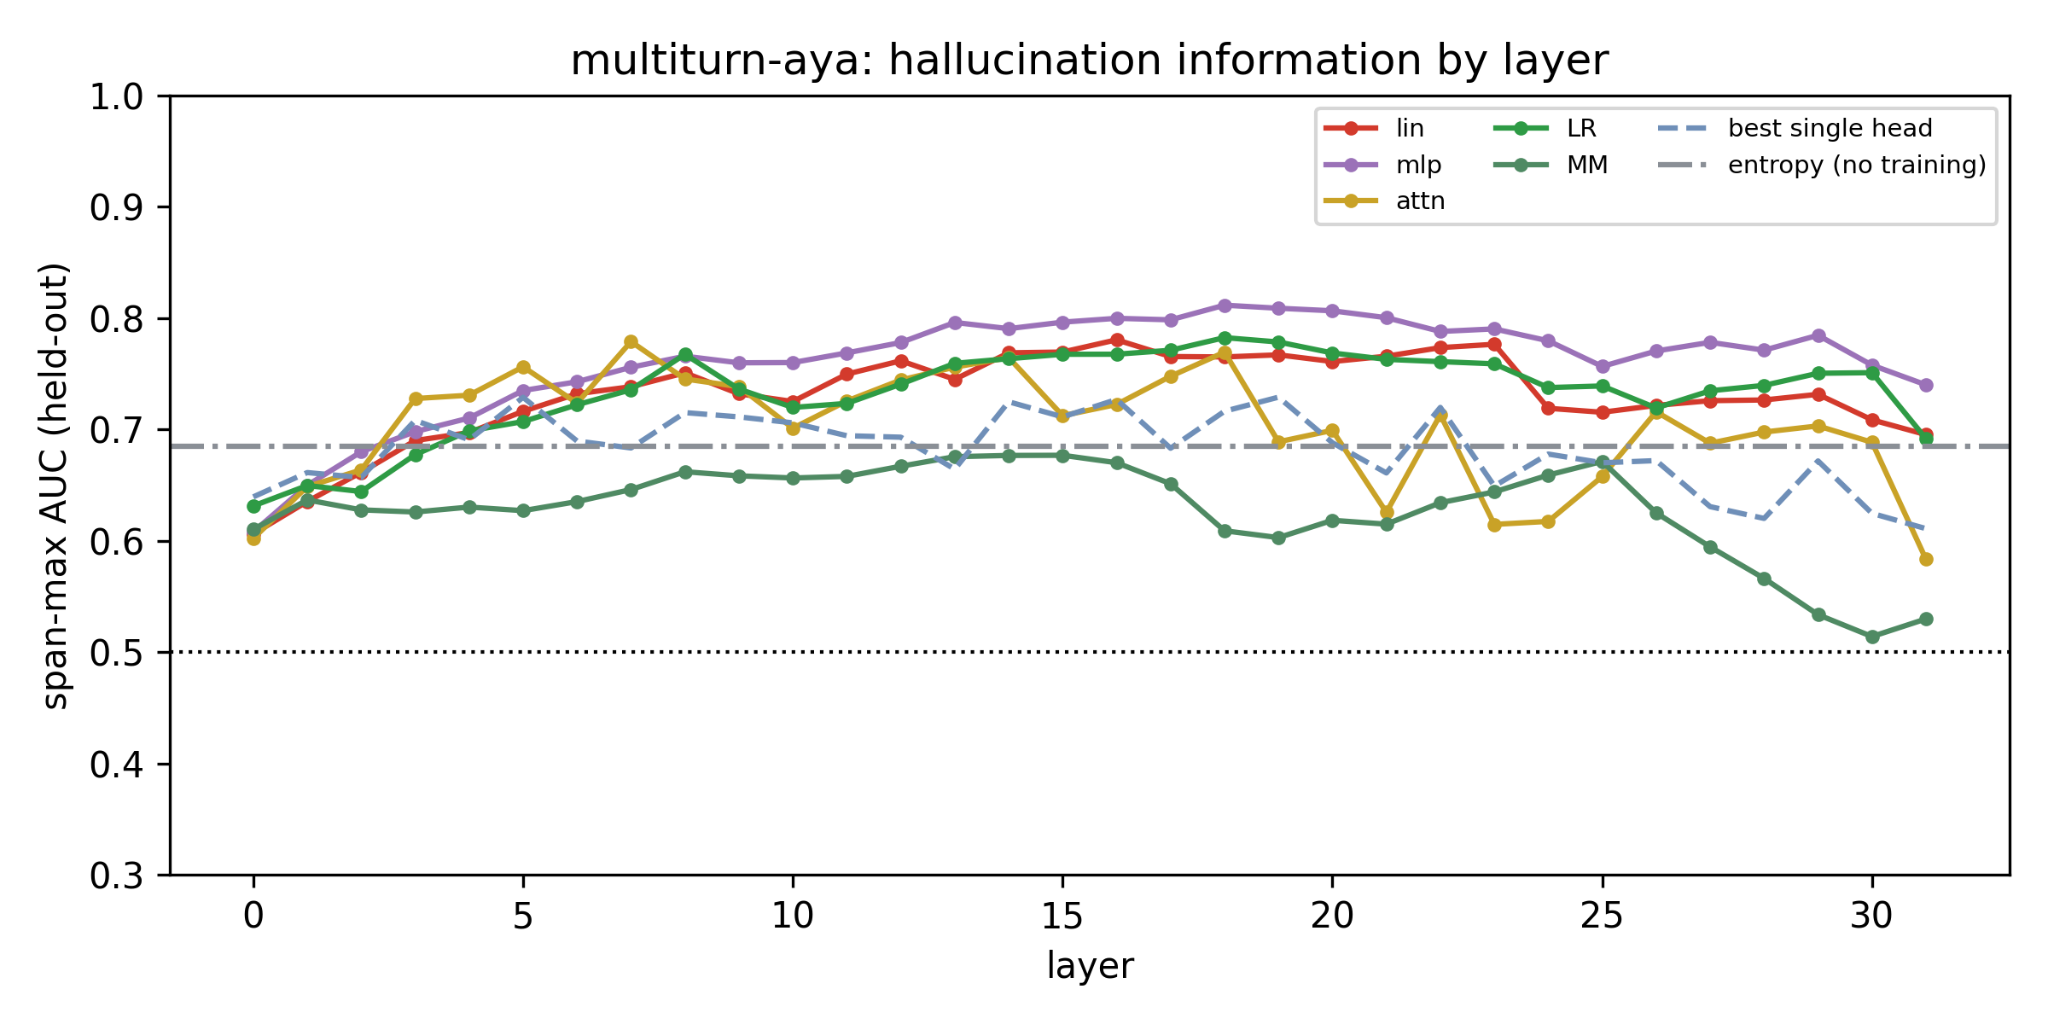 multiturn-aya: hallucination information by layer
lin
mlp
attn
LR
MM
best single head
entropy (no training)
span-max AUC (held-out)
1.0
0.9
0.8
0.7
0.6
0.5
0.4
0.3
0 5 10 15 20 25 30
layer